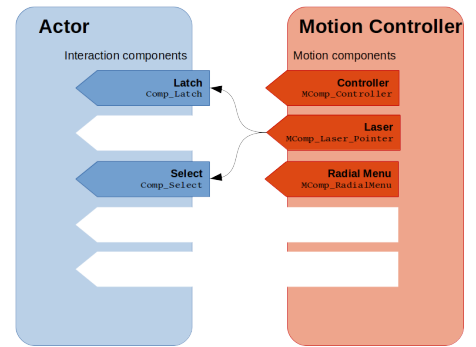 Actor
Interaction components
Latch
Comp_Latch
Select
Comp_Select
Motion Controller
Motion components
Controller
MComp_Controller
Laser
MComp_Laser_Pointer
Radial Menu
MComp_RadialMenu